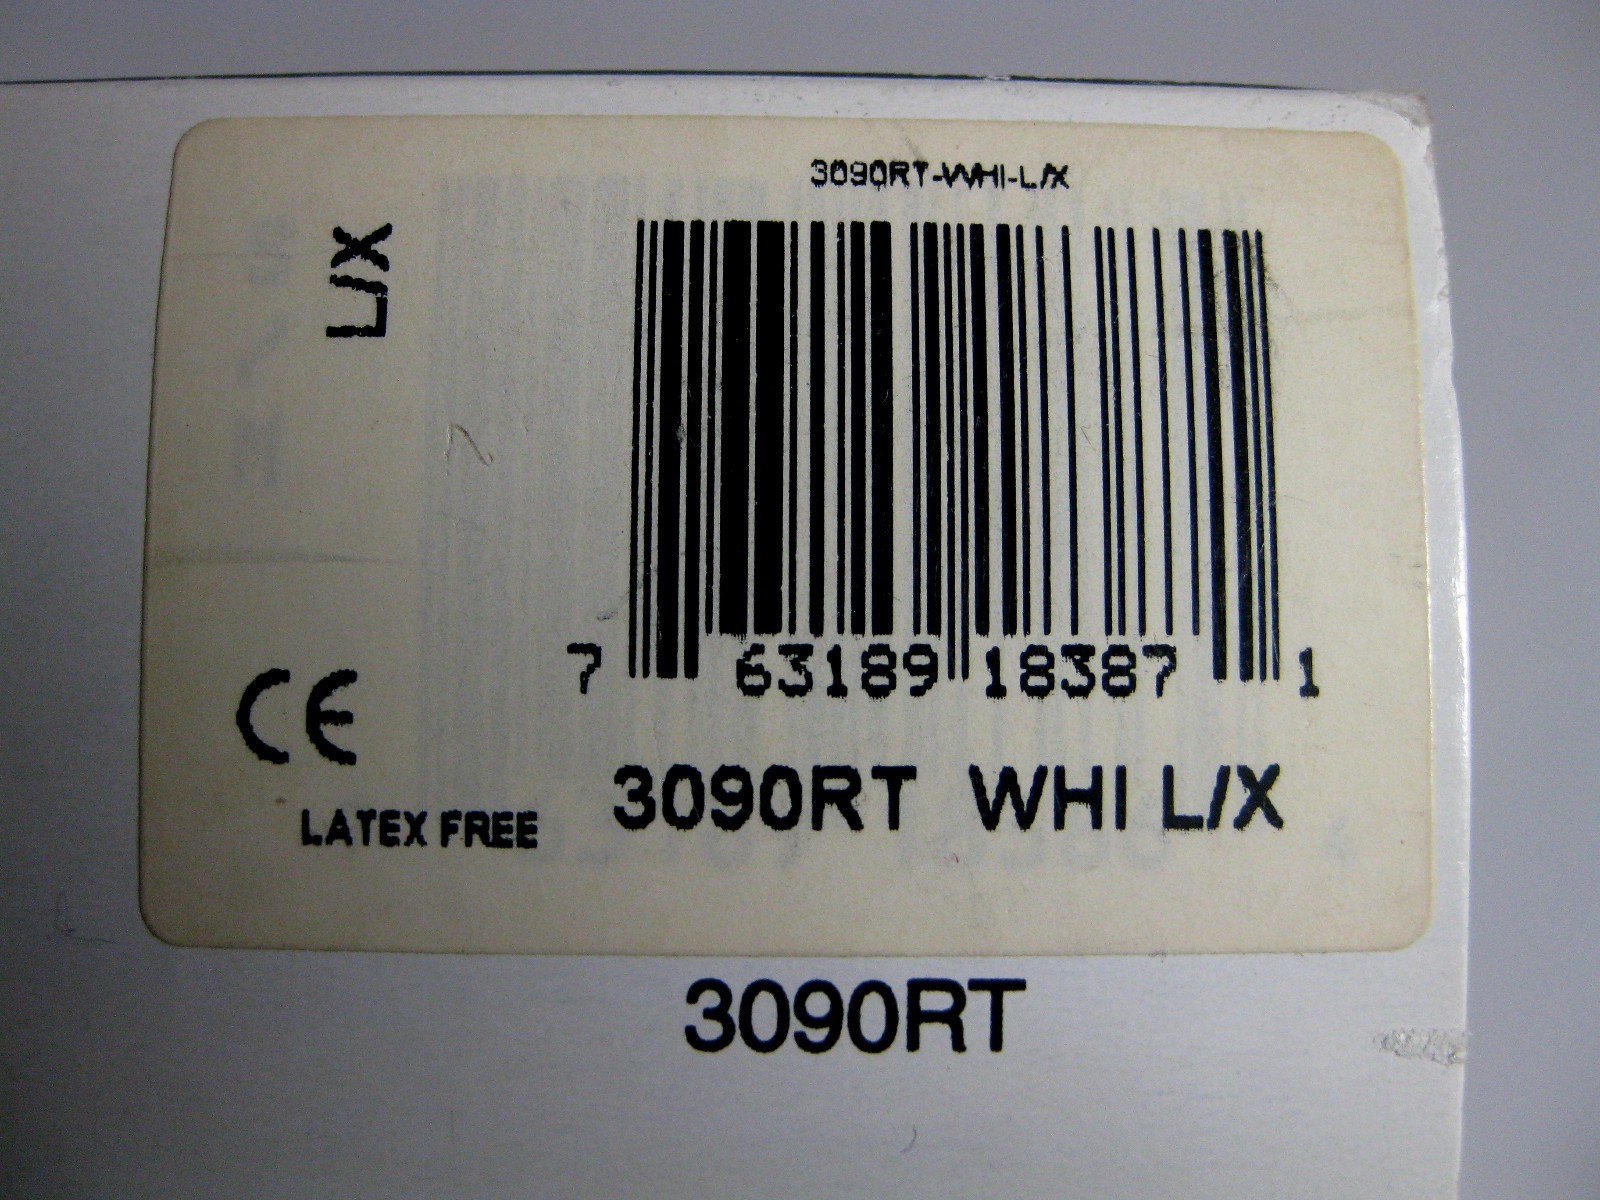 3090RT-WHI-L/X
L/X
7 63189 18387 1
CE
3090RT WHI L/X
LATEX FREE
3090RT